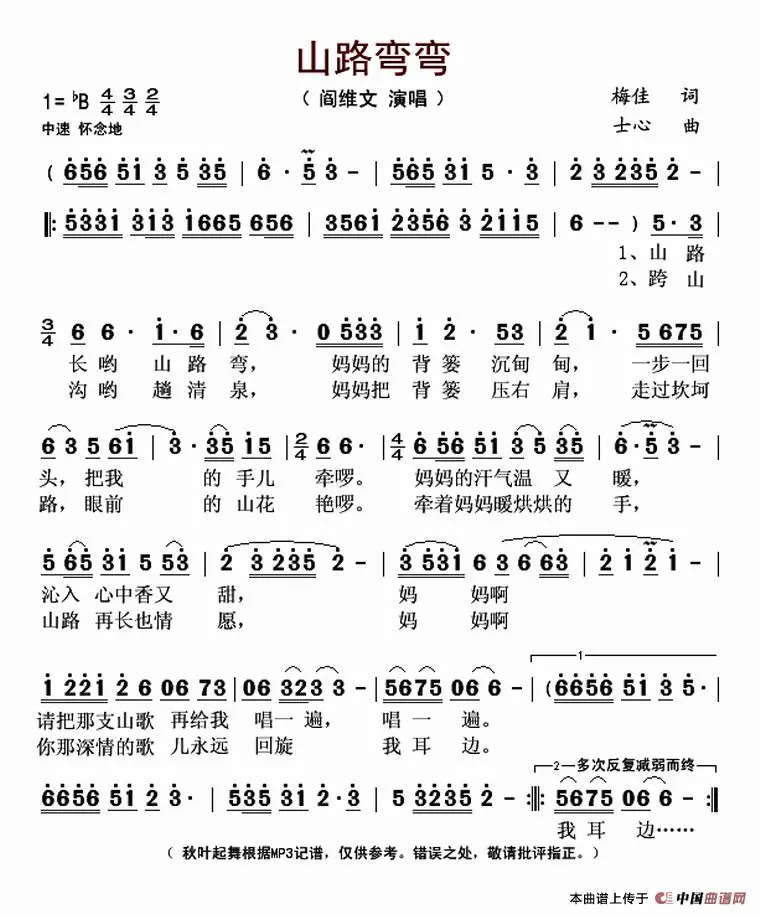 山路弯弯
1=♭B 4/4 3/4 2/4
（ 阎维文 演唱 ）
梅佳 词
中速 怀念地
士心 曲
( 656 51 3 5 35 | 6 · 5 3 - | 565 31 5 · 3 | 2 3 235 2 - |
|: 5331 313 1665 656 | 3561 2356 3 2115 | 6 - - ) 5 · 3 |
1、山 路
2、跨 山
3/4 6 6 · 1 · 6 | 2 3 · 0 533 | 1 2 · 53 | 2 1 · 5 675 |
长 哟 山 路 弯， 妈妈的 背 篓 沉甸 甸， 一步一回
沟 哟 趟 清 泉， 妈妈把 背 篓 压右 肩， 走过坎坷
6 3 5 61 | 3 · 35 15 | 2/4 6 6 · | 4/4 6 56 51 3 · 5 35 | 6 · 5 3 - |
头，把我 的 手儿 牵啰。 妈妈的汗气温 又 暖，
路，眼前 的 山花 艳啰。 牵着妈妈暖烘烘的 手，
5 65 31 5 53 | 2 3 235 2 - | 3 531 6 3 663 | 2 1 2 1 - |
沁入 心中香又 甜， 妈 妈啊
山路 再长也情 愿， 妈 妈啊
1 221 26 06 73 | 06 323 3 · | 5675 06 6 - | ( 6656 51 3 5 · |
1
请把那支山歌 再给我 唱一遍， 唱 一 遍。
你那深情的歌 儿永远 回旋 我 耳 边。
6656 51 2 3 · | 535 31 2 · 3 | 5 3235 2 - :|: 5675 06 6 - :|
2—多次反复减弱而终
我 耳 边……
（ 秋叶起舞根据MP3记谱，仅供参考。错误之处，敬请批评指正。）
本曲谱上传于 中国曲谱网